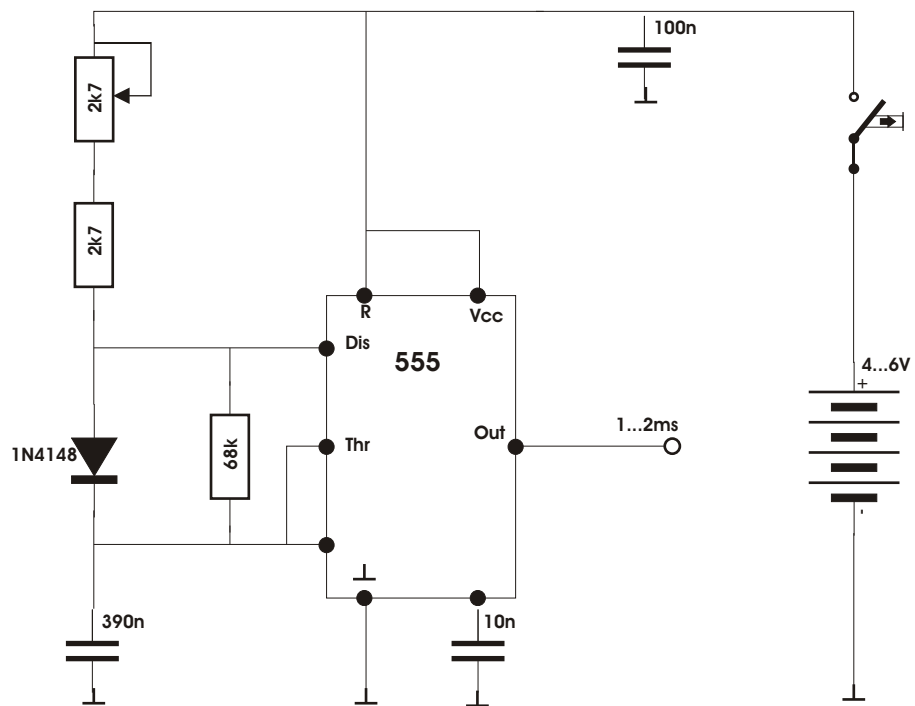 100n
2k7
2k7
R
Vcc
Dis
555
4...6V
+
1...2ms
Out
Thr
1N4148
68k
-
390n
10n